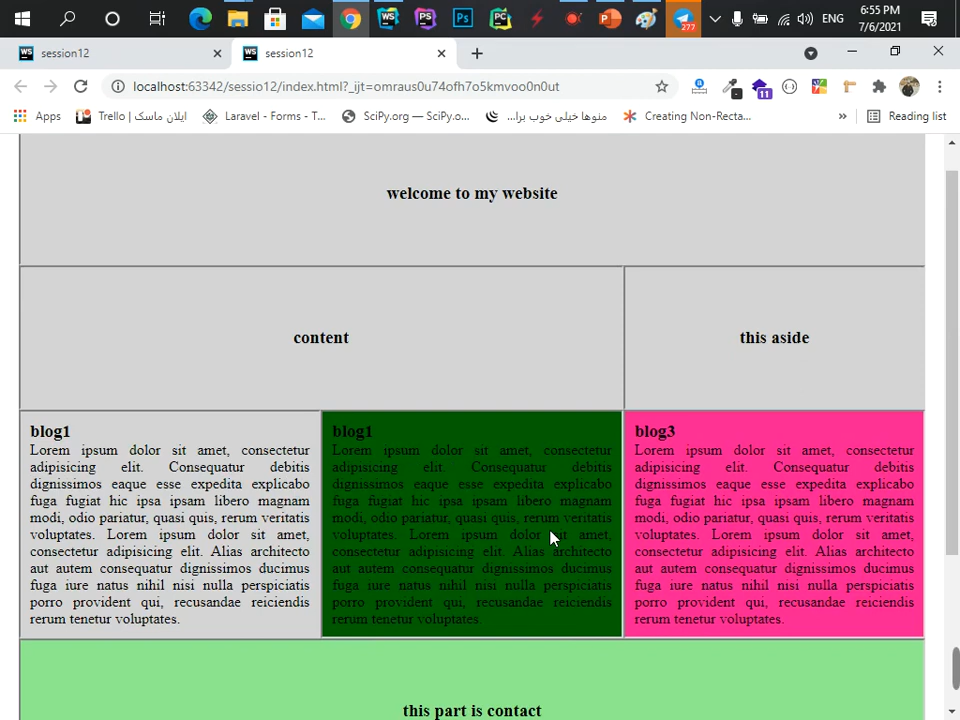 WS
PS
Ps
PC
277
ENG
6:55 PM
7/6/2021
WS session12
WS session12
localhost:63342/sessio12/index.html?_ijt=omraus0u74ofh7o5kmvoo0n0ut
11
Apps
Trello | ایلان ماسک
Laravel - Forms - T...
SciPy.org — SciPy.o...
منوها خیلی خوب برا...
Creating Non-Recta...
»
Reading list
welcome to my website
content
this aside
blog1
Lorem ipsum dolor sit amet, consectetur
adipisicing elit. Consequatur debitis
dignissimos eaque esse expedita explicabo
fuga fugiat hic ipsa ipsam libero magnam
modi, odio pariatur, quasi quis, rerum veritatis
voluptates. Lorem ipsum dolor sit amet,
consectetur adipisicing elit. Alias architecto
aut autem consequatur dignissimos ducimus
fuga iure natus nihil nisi nulla perspiciatis
porro provident qui, recusandae reiciendis
rerum tenetur voluptates.
blog1
Lorem ipsum dolor sit amet, consectetur
adipisicing elit. Consequatur debitis
dignissimos eaque esse expedita explicabo
fuga fugiat hic ipsa ipsam libero magnam
modi, odio pariatur, quasi quis, rerum veritatis
voluptates. Lorem ipsum dolor sit amet,
consectetur adipisicing elit. Alias architecto
aut autem consequatur dignissimos ducimus
fuga iure natus nihil nisi nulla perspiciatis
porro provident qui, recusandae reiciendis
rerum tenetur voluptates.
blog3
Lorem ipsum dolor sit amet, consectetur
adipisicing elit. Consequatur debitis
dignissimos eaque esse expedita explicabo
fuga fugiat hic ipsa ipsam libero magnam
modi, odio pariatur, quasi quis, rerum veritatis
voluptates. Lorem ipsum dolor sit amet,
consectetur adipisicing elit. Alias architecto
aut autem consequatur dignissimos ducimus
fuga iure natus nihil nisi nulla perspiciatis
porro provident qui, recusandae reiciendis
rerum tenetur voluptates.
this part is contact